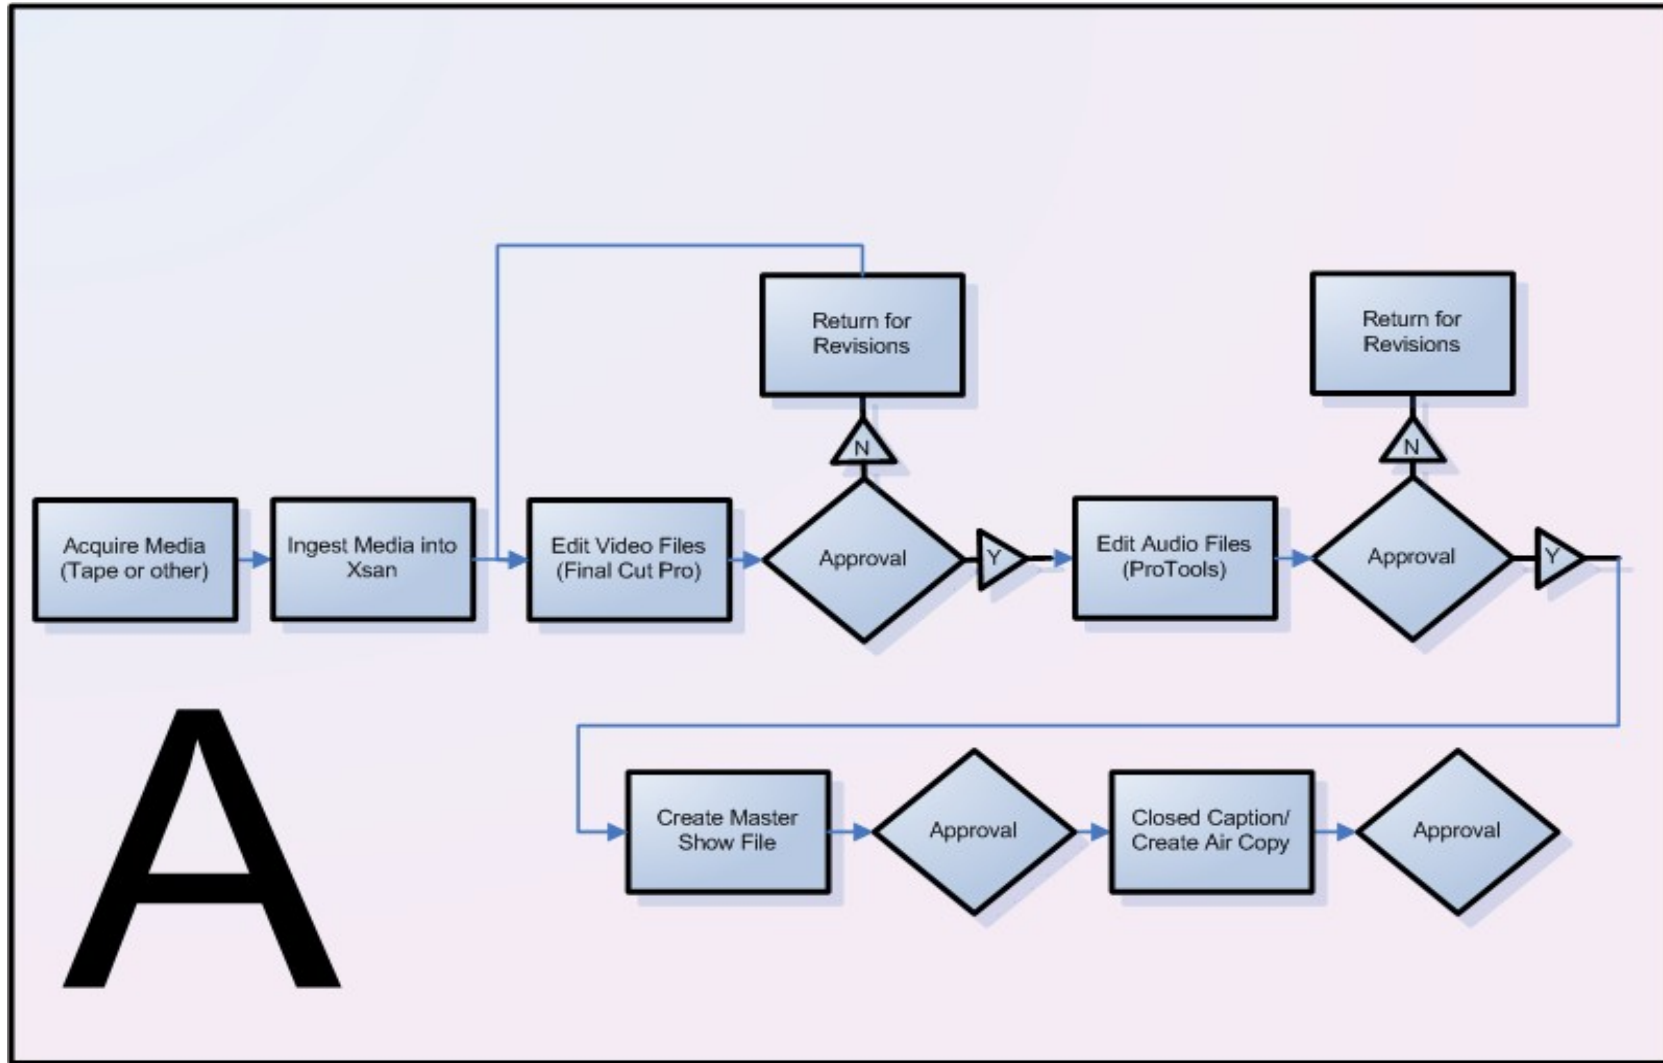 Return for
Revisions
Return for
Revisions
N
N
Acquire Media
(Tape or other)
Ingest Media into
Xsan
Edit Video Files
(Final Cut Pro)
Approval
Y
Edit Audio Files
(ProTools)
Approval
Y
A
Create Master
Show File
Approval
Closed Caption/
Create Air Copy
Approval